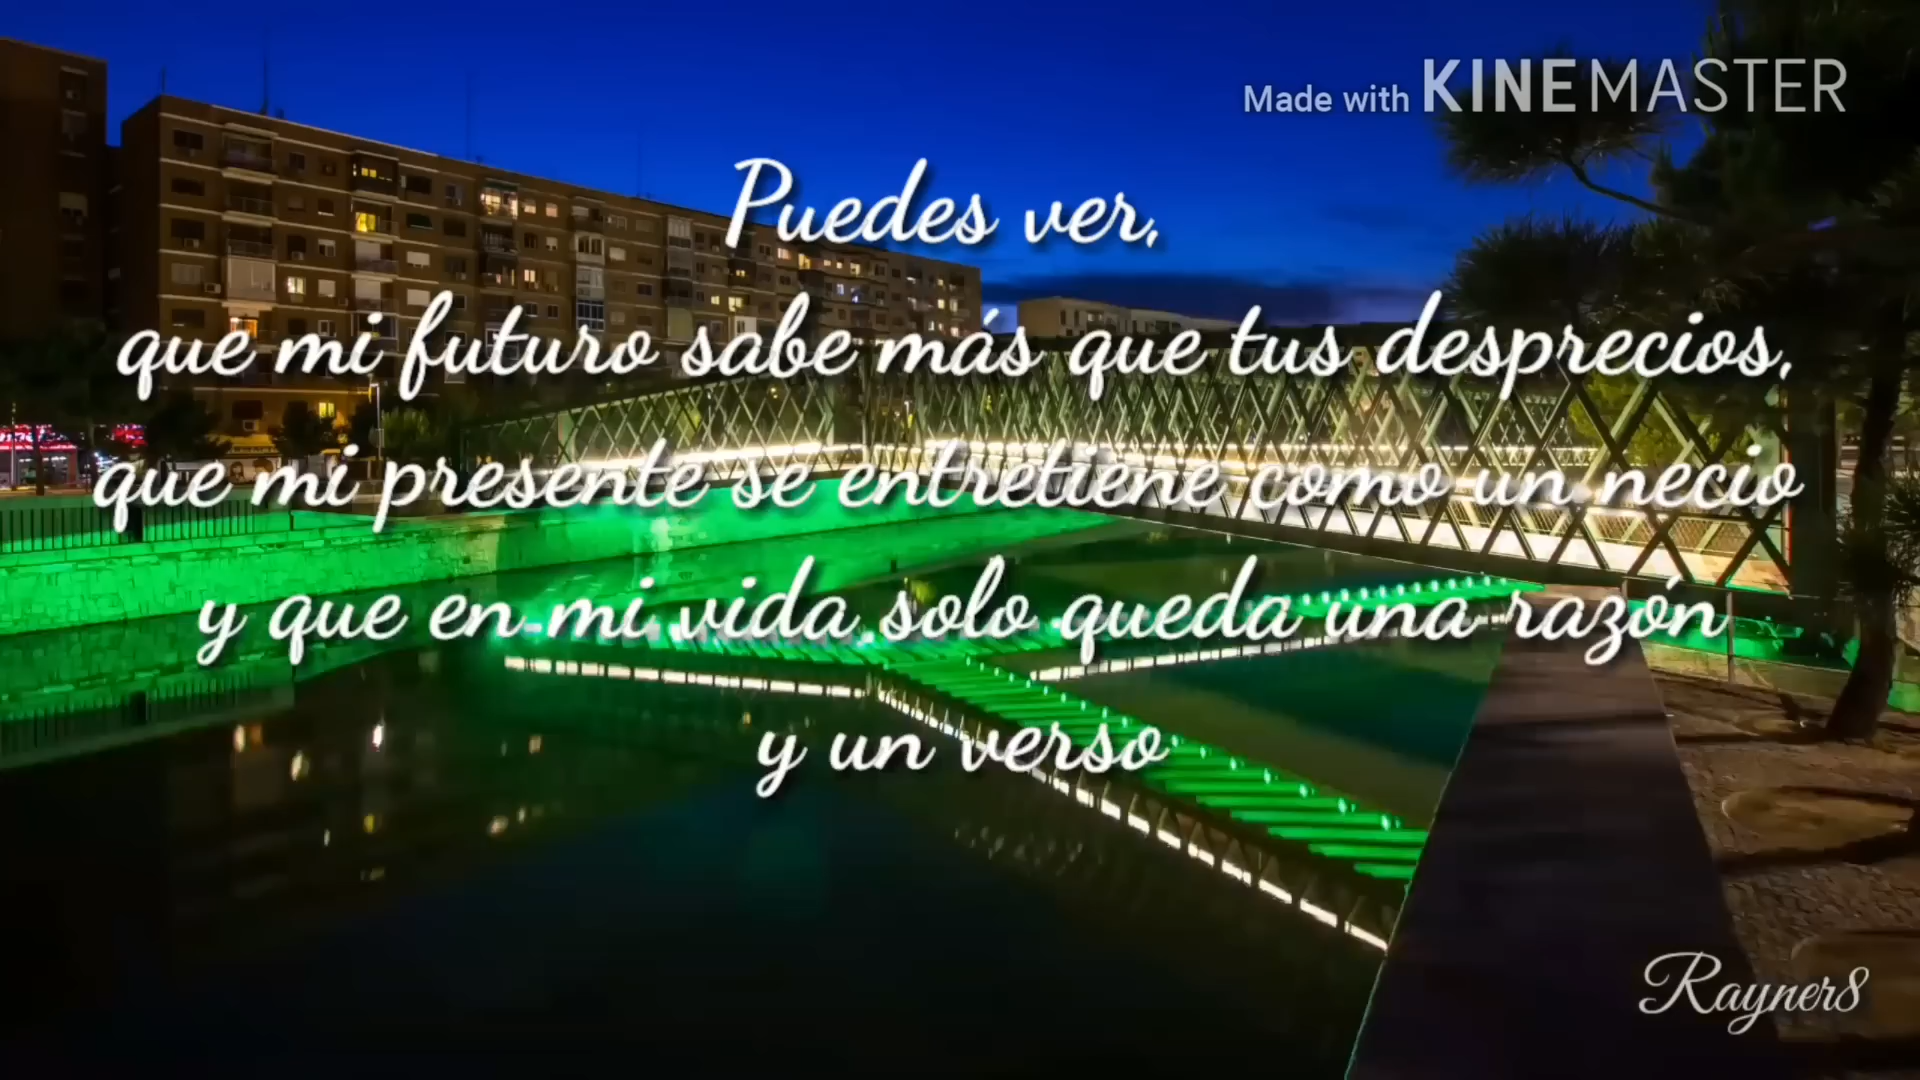 Made with KINEMASTER
Puedes ver,
que mi futuro sabe más que tus desprecios,
que mi presente se entretiene como un necio
y que en mi vida solo queda una razón
y un verso
Rayner8